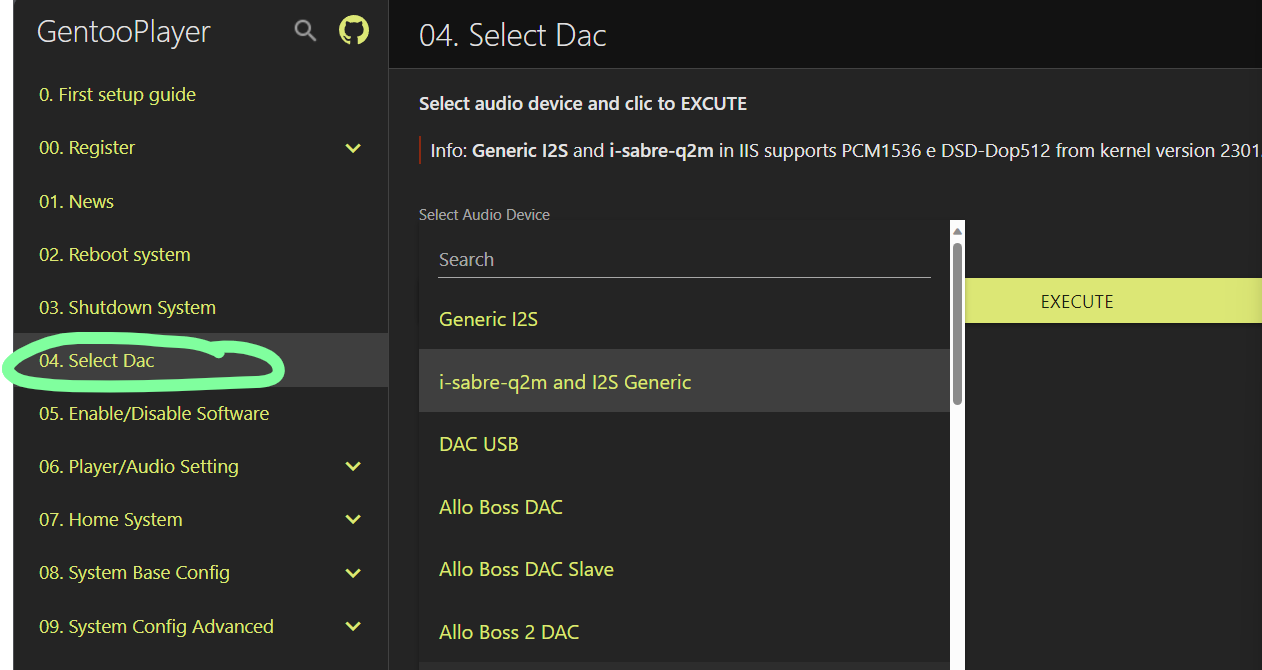 GentooPlayer
0. First setup guide
00. Register
01. News
02. Reboot system
03. Shutdown System
04. Select Dac
05. Enable/Disable Software
06. Player/Audio Setting
07. Home System
08. System Base Config
09. System Config Advanced
04. Select Dac
Select audio device and clic to EXCUTE
Info: Generic I2S and i-sabre-q2m in IIS supports PCM1536 e DSD-Dop512 from kernel version 2301.
Select Audio Device
Search
Generic I2S
i-sabre-q2m and I2S Generic
DAC USB
Allo Boss DAC
Allo Boss DAC Slave
Allo Boss 2 DAC
EXECUTE